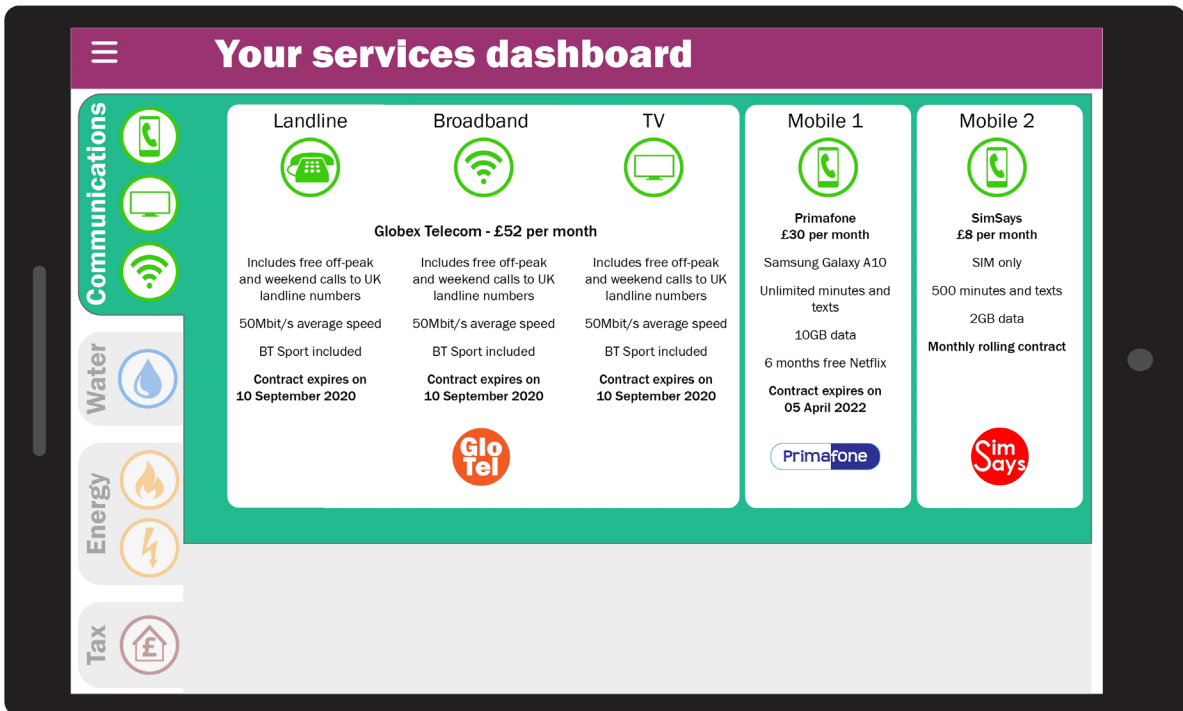 Your services dashboard
Communications
Water
Energy
Tax
£
Landline
Broadband
TV
Globex Telecom - £52 per month
Includes free off-peak
and weekend calls to UK
landline numbers
50Mbit/s average speed
BT Sport included
Contract expires on
10 September 2020
Includes free off-peak
and weekend calls to UK
landline numbers
50Mbit/s average speed
BT Sport included
Contract expires on
10 September 2020
Includes free off-peak
and weekend calls to UK
landline numbers
50Mbit/s average speed
BT Sport included
Contract expires on
10 September 2020
Glo
Tel
Mobile 1
Primafone
£30 per month
Samsung Galaxy A10
Unlimited minutes and
texts
10GB data
6 months free Netflix
Contract expires on
05 April 2022
Primafone
Mobile 2
SimSays
£8 per month
SIM only
500 minutes and texts
2GB data
Monthly rolling contract
Sim
Says